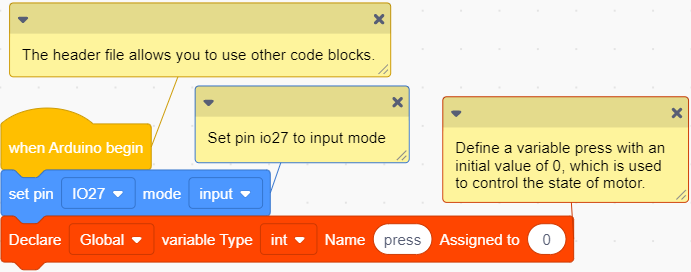 The header file allows you to use other code blocks.
Set pin io27 to input mode
Define a variable press with an
initial value of 0, which is used
to control the state of motor.
when Arduino begin
set pin IO27 mode input
Declare Global variable Type int Name press Assigned to 0